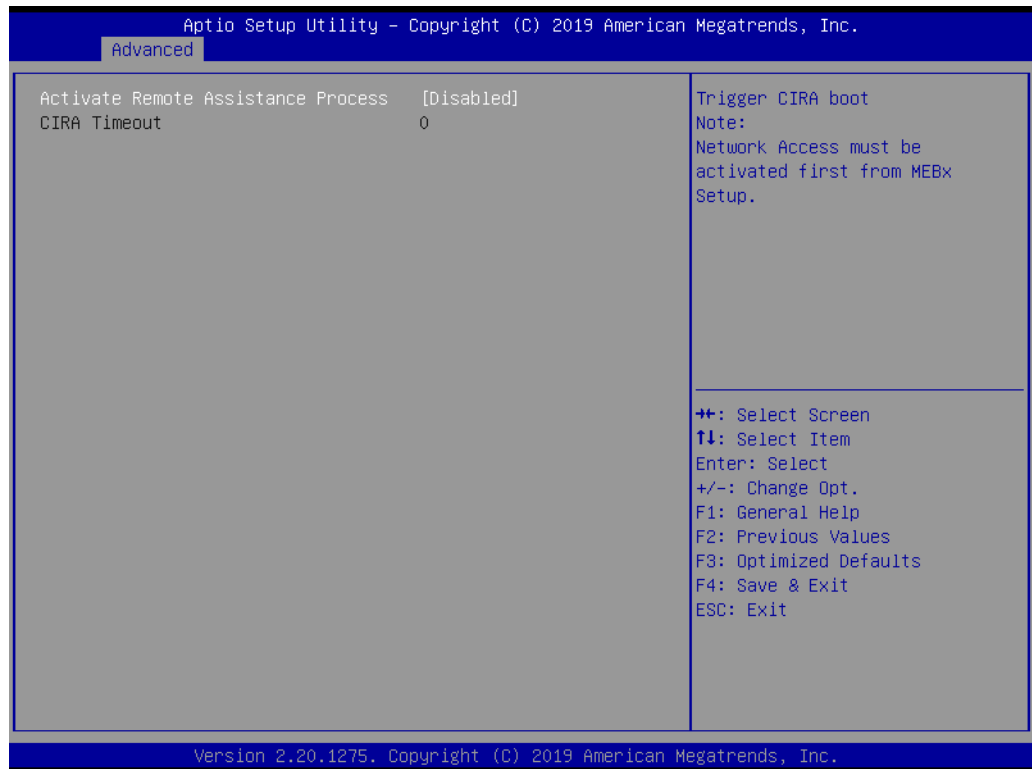 Aptio Setup Utility – Copyright (C) 2019 American Megatrends, Inc.
Advanced
Activate Remote Assistance Process [Disabled]
CIRA Timeout 0
Trigger CIRA boot
Note:
Network Access must be
activated first from MEBx
Setup.
→←: Select Screen
↑↓: Select Item
Enter: Select
+/-: Change Opt.
F1: General Help
F2: Previous Values
F3: Optimized Defaults
F4: Save & Exit
ESC: Exit
Version 2.20.1275. Copyright (C) 2019 American Megatrends, Inc.